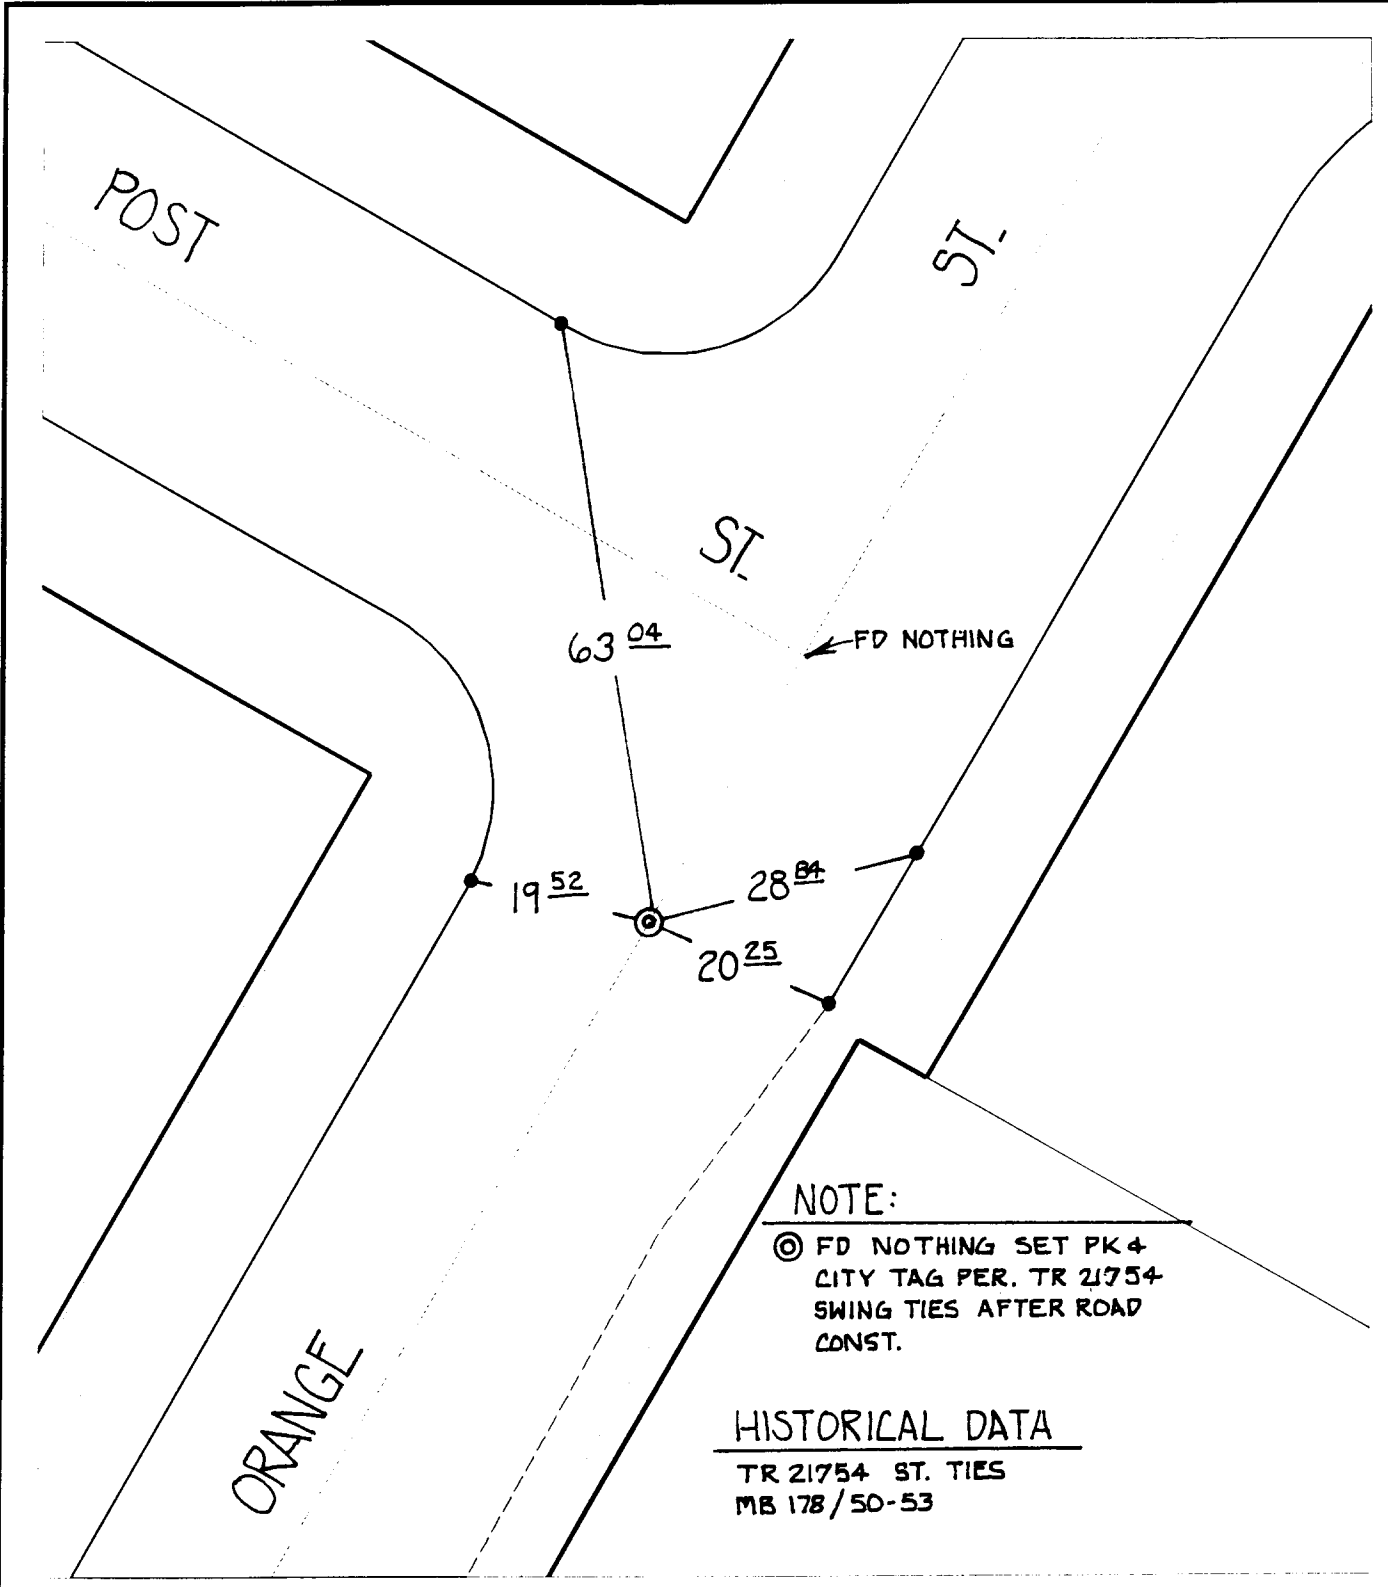 POST
ST.
ST.
FD NOTHING
63 04
19 52
28 84
20 25
ORANGE
NOTE:
FD NOTHING SET PK &
CITY TAG PER. TR 21754
SWING TIES AFTER ROAD
CONST.
HISTORICAL DATA
TR 21754 ST. TIES
MB 178/50-53